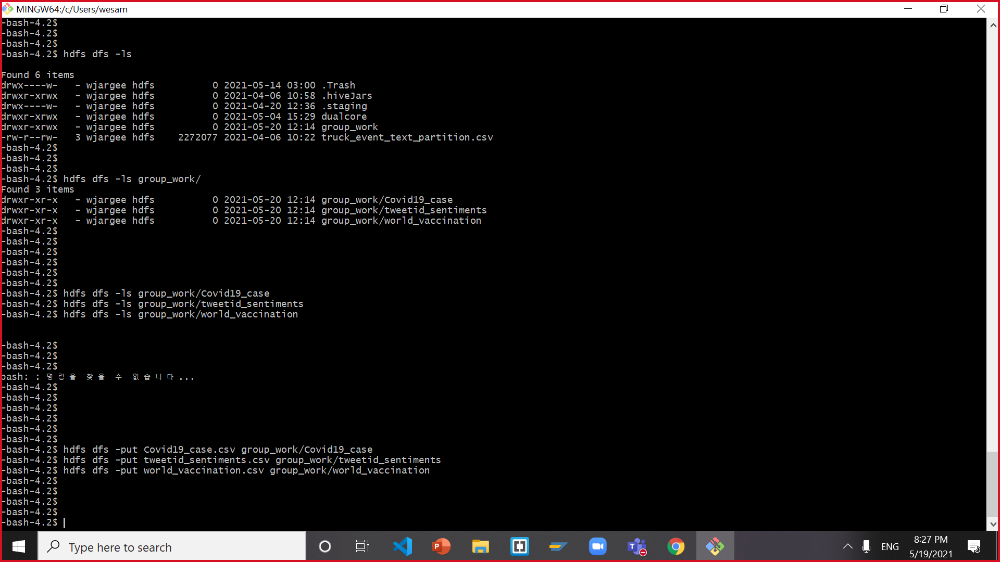 MINGW64:/c/Users/wesam
-bash-4.2$
-bash-4.2$
-bash-4.2$
-bash-4.2$ hdfs dfs -ls
Found 6 items
drwx----w-   - wjargee hdfs          0 2021-05-14 03:00 .Trash
drwxr-xrwx   - wjargee hdfs          0 2021-04-06 10:58 .hiveJars
drwx----w-   - wjargee hdfs          0 2021-04-20 12:36 .staging
drwxr-xrwx   - wjargee hdfs          0 2021-05-04 15:29 dualcore
drwxr-xrwx   - wjargee hdfs          0 2021-05-20 12:14 group_work
-rw-r--rw-   3 wjargee hdfs    2272077 2021-04-06 10:22 truck_event_text_partition.csv
-bash-4.2$
-bash-4.2$
-bash-4.2$
-bash-4.2$ hdfs dfs -ls group_work/
Found 3 items
drwxr-xr-x   - wjargee hdfs          0 2021-05-20 12:14 group_work/Covid19_case
drwxr-xr-x   - wjargee hdfs          0 2021-05-20 12:14 group_work/tweetid_sentiments
drwxr-xr-x   - wjargee hdfs          0 2021-05-20 12:14 group_work/world_vaccination
-bash-4.2$
-bash-4.2$
-bash-4.2$
-bash-4.2$
-bash-4.2$
-bash-4.2$
-bash-4.2$ hdfs dfs -ls group_work/Covid19_case
-bash-4.2$ hdfs dfs -ls group_work/tweetid_sentiments
-bash-4.2$ hdfs dfs -ls group_work/world_vaccination
-bash-4.2$
-bash-4.2$
-bash-4.2$
bash: : 명령을 찾을 수 없습니다...
-bash-4.2$
-bash-4.2$
-bash-4.2$
-bash-4.2$
-bash-4.2$
-bash-4.2$
-bash-4.2$ hdfs dfs -put Covid19_case.csv group_work/Covid19_case
-bash-4.2$ hdfs dfs -put tweetid_sentiments.csv group_work/tweetid_sentiments
-bash-4.2$ hdfs dfs -put world_vaccination.csv group_work/world_vaccination
-bash-4.2$
-bash-4.2$
-bash-4.2$
-bash-4.2$
-bash-4.2$
Type here to search
ENG
8:27 PM
5/19/2021